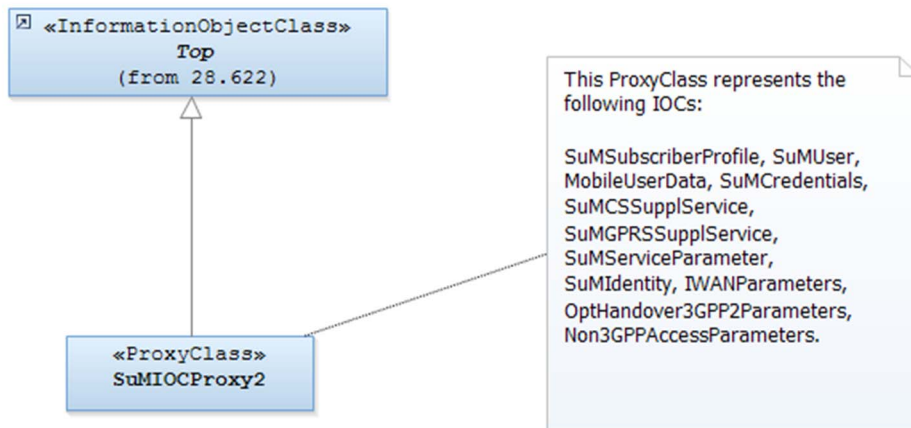 «InformationObjectClass»
Top
(from 28.622)
This ProxyClass represents the
following IOCs:
SuMSubscriberProfile, SuMUser,
MobileUserData, SuMCredentials,
SuMCSSupplService,
SuMGPRSSupplService,
SuMServiceParameter,
SuMIdentity, IWANParameters,
OptHandover3GPP2Parameters,
Non3GPPAccessParameters.
«ProxyClass»
SuMIOCProxy2